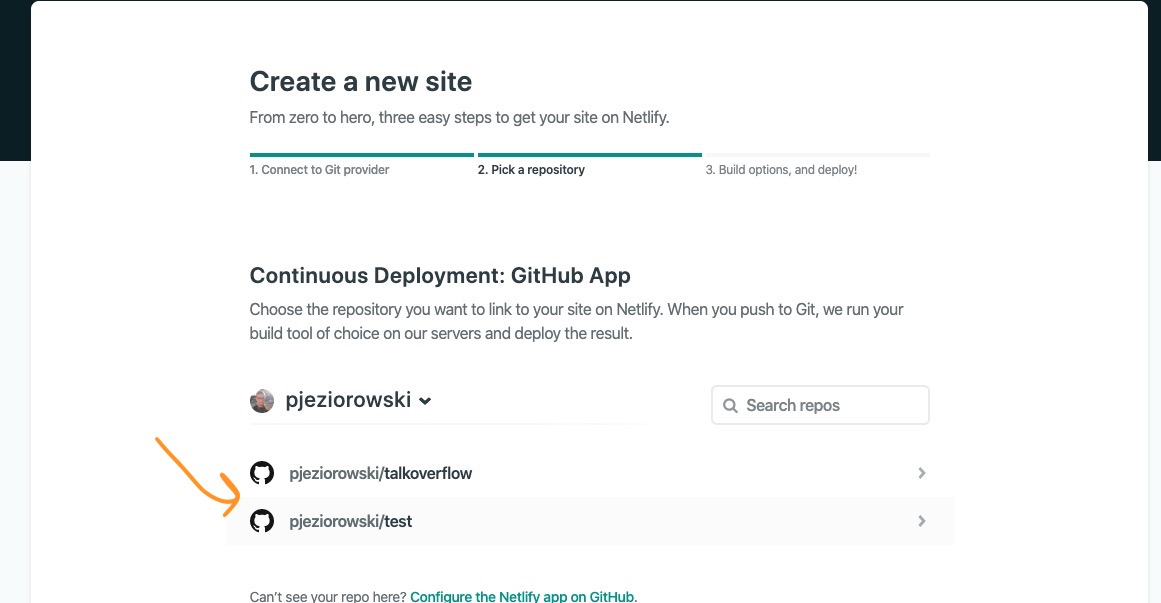 Create a new site
From zero to hero, three easy steps to get your site on Netlify.
1. Connect to Git provider
2. Pick a repository
3. Build options, and deploy!
Continuous Deployment: GitHub App
Choose the repository you want to link to your site on Netlify. When you push to Git, we run your
build tool of choice on our servers and deploy the result.
pjeziorowski
Search repos
pjeziorowski/talkoverflow
pjeziorowski/test
Can't see your repo here? Configure the Netlify app on GitHub.